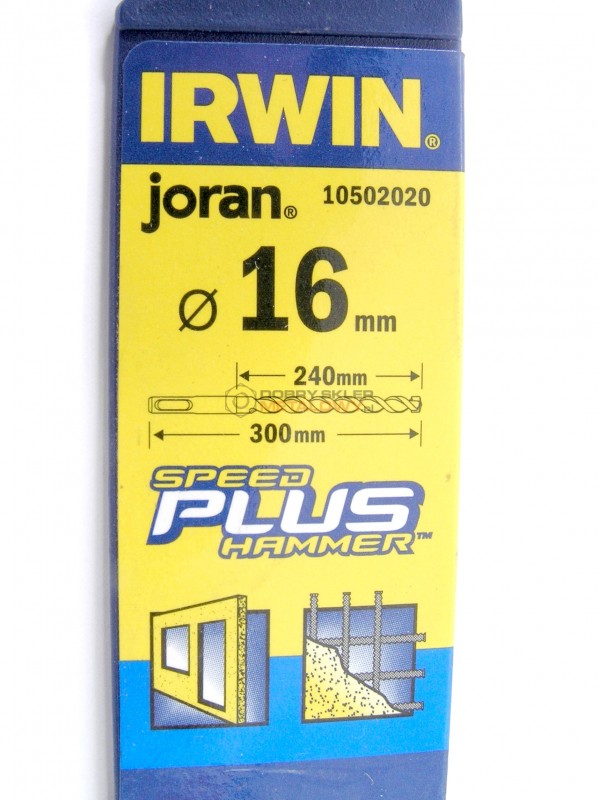 IRWIN®
joran® 10502020
Ø 16 mm
240mm
DOBRY SKLEP
300mm
SPEED
PLUS
HAMMER™